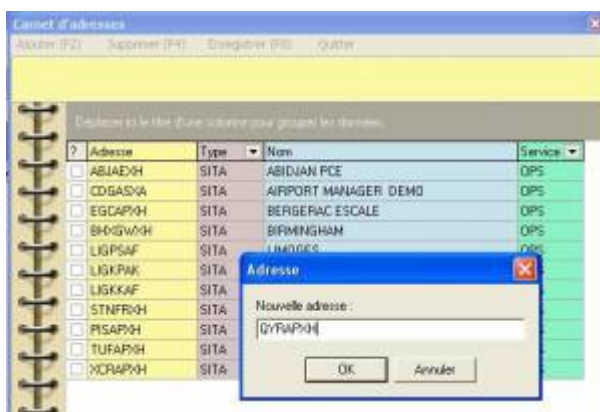 Carnet d'adresses
Ajouter (F2) Supprimer (F4) Enregistrer (F8) Quitter
Déplacer ici le titre d'une colonne pour grouper les données.
? Adresse Type Nom Service
ABJAEXH SITA ABIDJAN PCE OPS
CDGASXA SITA AIRPORT MANAGER DEMO OPS
EGCAPXH SITA BERGERAC ESCALE OPS
BHXGWXH SITA BIRMINGHAM OPS
LIGPSAF SITA LIMOGES
LIGKPAK SITA
LIGKKAF SITA
STNFRXH SITA
PISAPXH SITA
TUFAPXH SITA
XCRAPXH SITA
Adresse
Nouvelle adresse :
QYRAPXH
OK Annuler